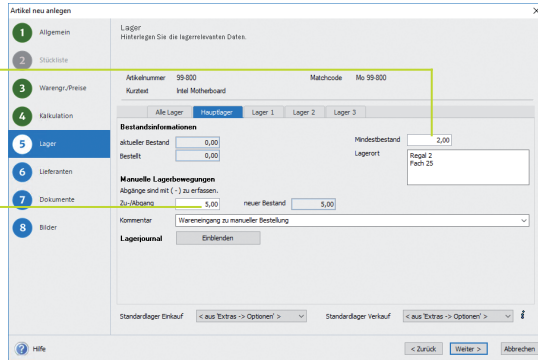 Artikel neu anlegen
1 Allgemein
2 Stückliste
3 Warengr./Preise
4 Kalkulation
5 Lager
6 Lieferanten
7 Dokumente
8 Bilder
Lager
Hinterlegen Sie die lagerrelevanten Daten.
Artikelnummer 99-800 Matchcode Mo 99-800
Kurztext Intel Motherboard
Alle Lager Hauptlager Lager 1 Lager 2 Lager 3
Bestandsinformationen
aktueller Bestand 0,00 Mindestbestand 2,00
Bestellt 0,00 Lagerort Regal 2
Fach 25
Manuelle Lagerbewegungen
Abgänge sind mit ( - ) zu erfassen.
Zu-/Abgang 5,00 neuer Bestand 5,00
Kommentar Wareneingang zu manueller Bestellung
Lagerjournal Einblenden
Standardlager Einkauf < aus 'Extras -> Optionen' > Standardlager Verkauf < aus 'Extras -> Optionen' > i
? Hilfe < Zurück Weiter > Abbrechen